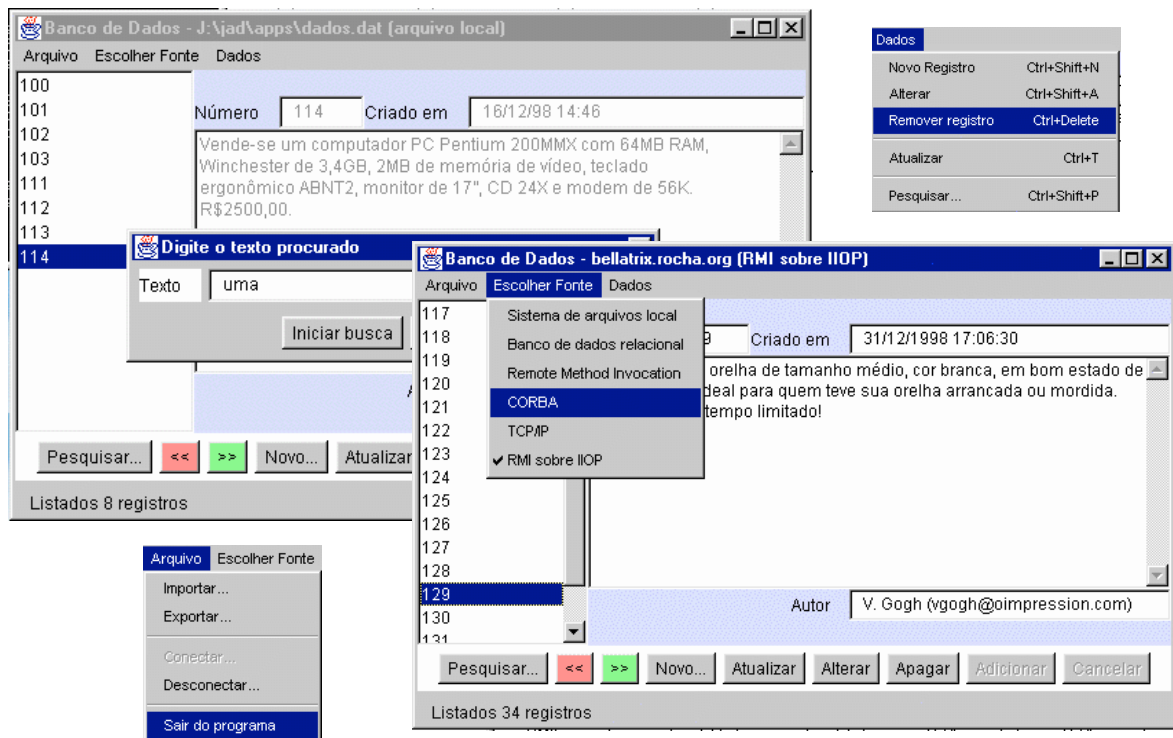 Banco de Dados - J:\jad\apps\dados.dat (arquivo local)
Arquivo Escolher Fonte Dados
100
101
102
103
111
112
113
114
Número 114 Criado em 16/12/98 14:46
Vende-se um computador PC Pentium 200MMX com 64MB RAM,
Winchester de 3,4GB, 2MB de memória de vídeo, teclado
ergonômico ABNT2, monitor de 17", CD 24X e modem de 56K.
R$2500,00.
Pesquisar... << >> Novo... Atualizar
Listados 8 registros
Digite o texto procurado
Texto uma
Iniciar busca
Dados
Novo Registro Ctrl+Shift+N
Alterar Ctrl+Shift+A
Remover registro Ctrl+Delete
Atualizar Ctrl+T
Pesquisar... Ctrl+Shift+P
Banco de Dados - bellatrix.rocha.org (RMI sobre IIOP)
Arquivo Escolher Fonte Dados
Sistema de arquivos local
Banco de dados relacional
Remote Method Invocation
CORBA
TCP/IP
RMI sobre IIOP
117
118
119
120
121
122
123
124
125
126
127
128
129
130
131
9 Criado em 31/12/1998 17:06:30
orelha de tamanho médio, cor branca, em bom estado de
deal para quem teve sua orelha arrancada ou mordida.
tempo limitado!
Autor V. Gogh (vgogh@oimpression.com)
Pesquisar... << >> Novo... Atualizar Alterar Apagar Adicionar Cancelar
Listados 34 registros
Arquivo Escolher Fonte
Importar...
Exportar...
Conectar...
Desconectar...
Sair do programa